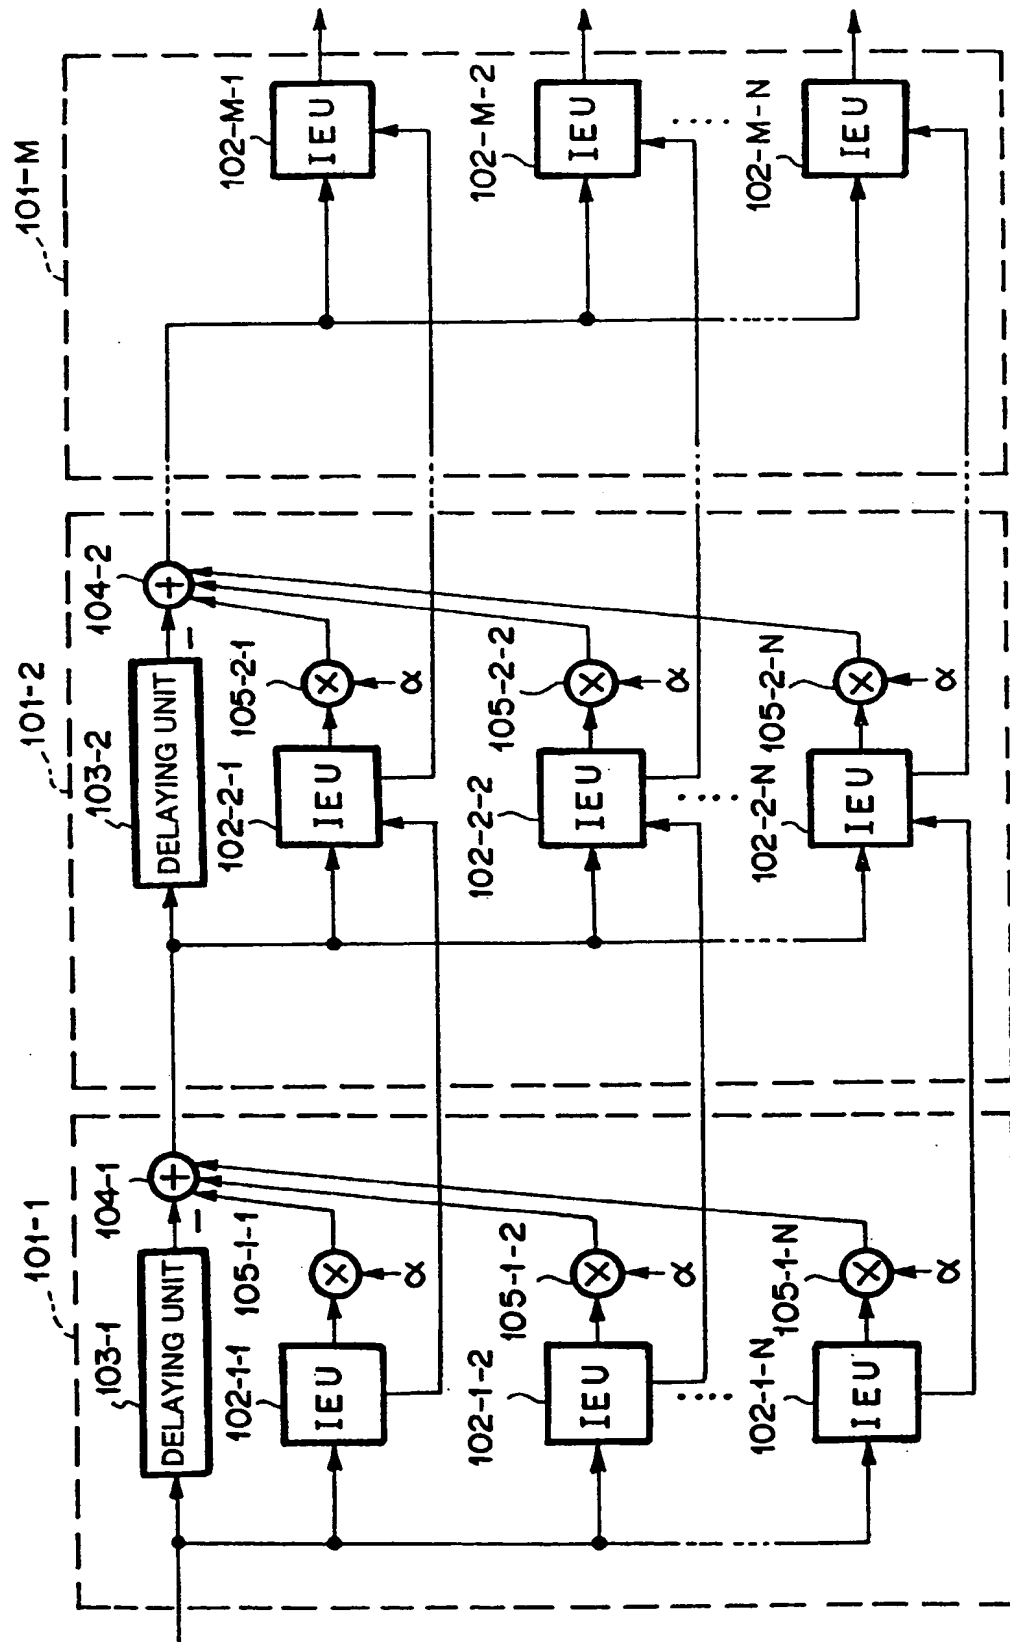 101-1
103-1
DELAYING UNIT
104-1
+
−
102-1-1
IEU
105-1-1
×
α
102-1-2
IEU
105-1-2
×
α
102-1-N
IEU
105-1-N
×
α
101-2
103-2
DELAYING UNIT
104-2
+
−
102-2-1
IEU
105-2-1
×
α
102-2-2
IEU
105-2-2
×
α
102-2-N
IEU
105-2-N
×
α
101-M
102-M-1
IEU
102-M-2
IEU
102-M-N
IEU